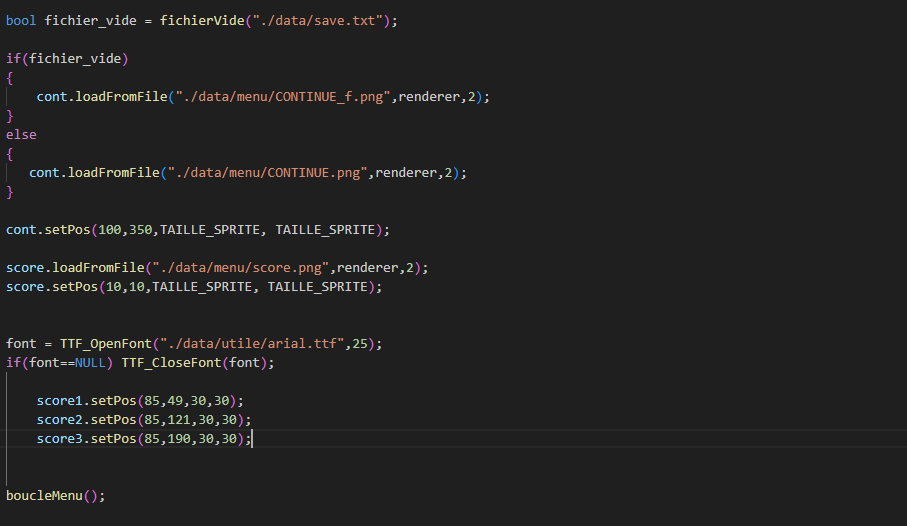 bool fichier_vide = fichierVide("./data/save.txt");
if(fichier_vide)
{
cont.loadFromFile("./data/menu/CONTINUE_f.png",renderer,2);
}
else
{
cont.loadFromFile("./data/menu/CONTINUE.png",renderer,2);
}
cont.setPos(100,350,TAILLE_SPRITE, TAILLE_SPRITE);
score.loadFromFile("./data/menu/score.png",renderer,2);
score.setPos(10,10,TAILLE_SPRITE, TAILLE_SPRITE);
font = TTF_OpenFont("./data/utile/arial.ttf",25);
if(font==NULL) TTF_CloseFont(font);
score1.setPos(85,49,30,30);
score2.setPos(85,121,30,30);
score3.setPos(85,190,30,30);
boucleMenu();